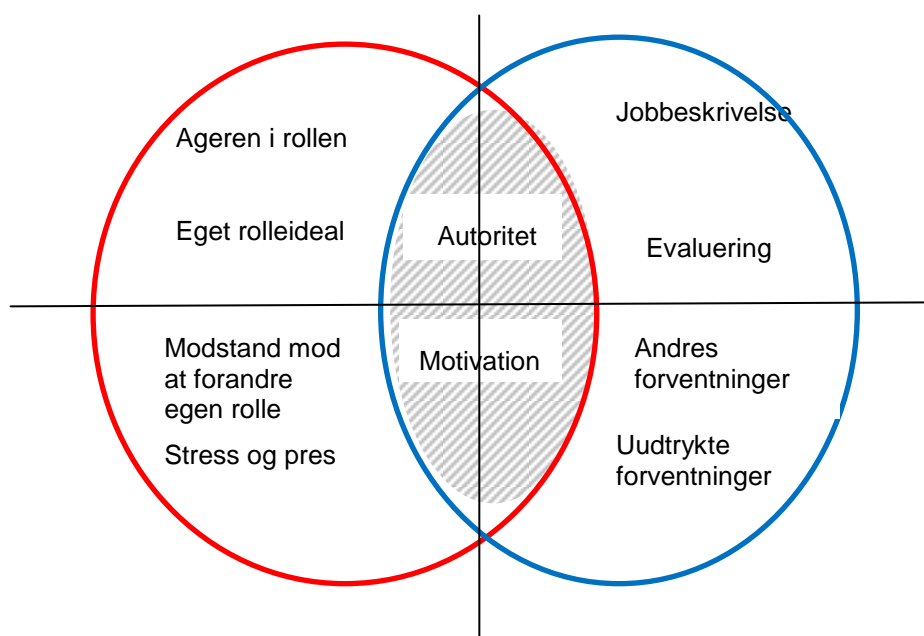 Ageren i rollen
Eget rolleideal
Modstand mod
at forandre
egen rolle
Stress og pres
Autoritet
Motivation
Jobbeskrivelse
Evaluering
Andres
forventninger
Uudtrykte
forventninger